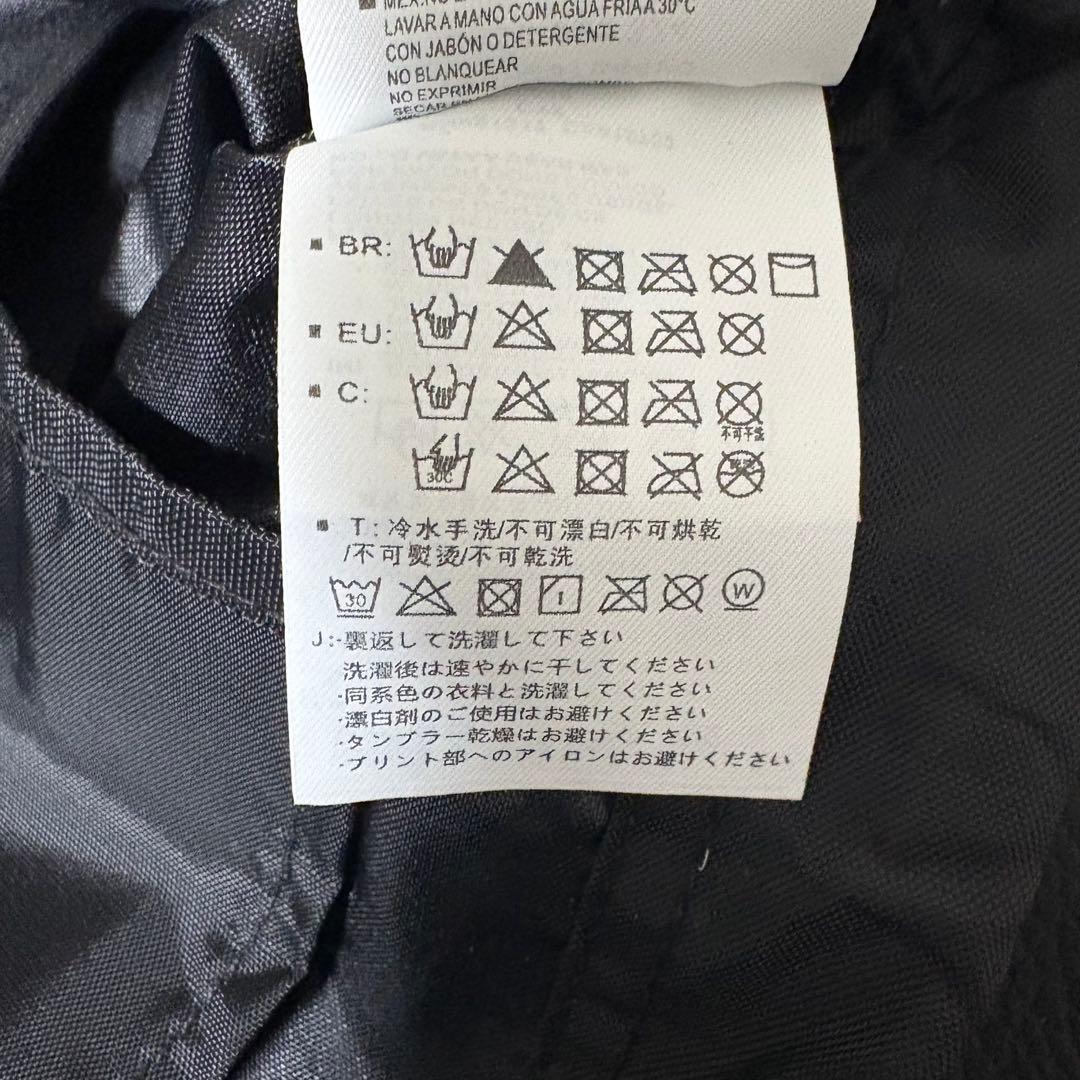 MEX:NO
LAVAR A MANO CON AGUA FRIA A 30°C
CON JABÓN O DETERGENTE
NO BLANQUEAR
NO EXPRIMIR
SECAR
BR:
EU:
C:
不可干洗
30C
T: 冷水手洗/不可漂白/不可烘乾
/不可熨燙/不可乾洗
30 W
J:·裏返して洗濯して下さい
洗濯後は速やかに干してください
·同系色の衣料と洗濯してください
·漂白剤のご使用はお避けください
·タンブラー乾燥はお避けください
·プリント部へのアイロンはお避けください